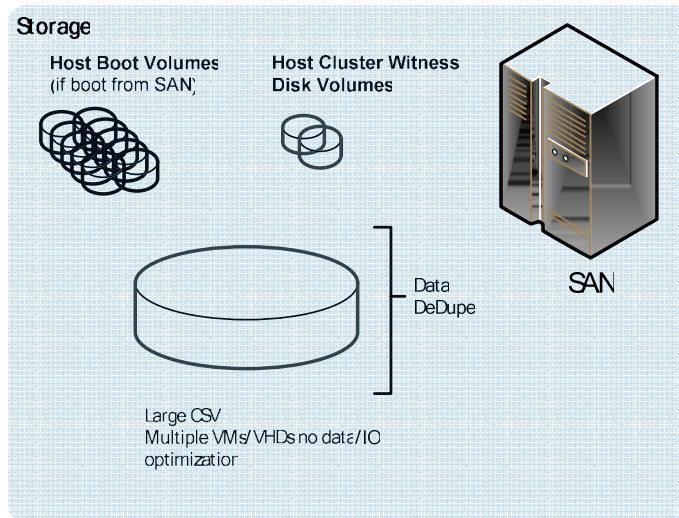 Storage
Host Boot Volumes
(if boot from SAN)
Host Cluster Witness
Disk Volumes
SAN
Data
DeDupe
Large CSV
Multiple VMs/VHDs no data/IO
optimization